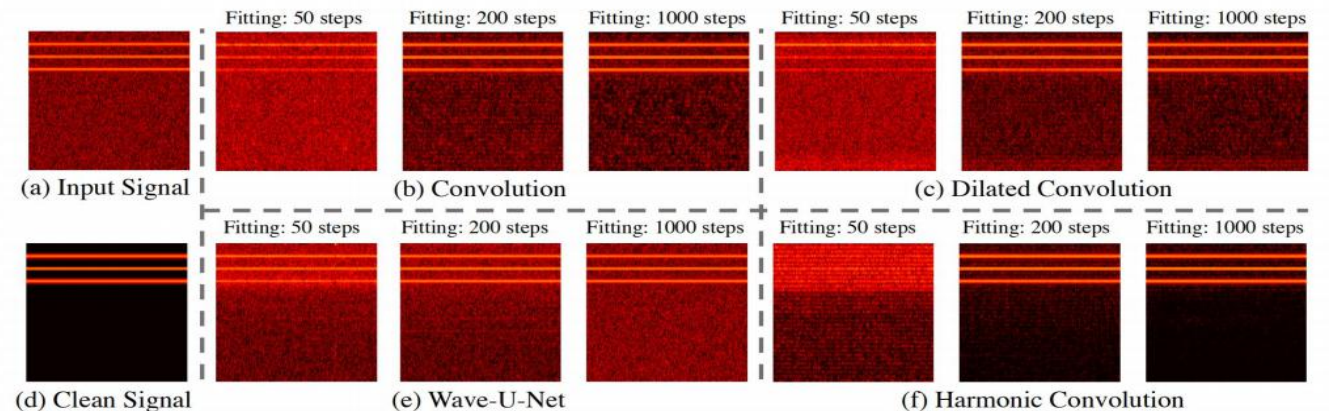 Fitting: 50 steps Fitting: 200 steps Fitting: 1000 steps Fitting: 50 steps Fitting: 200 steps Fitting: 1000 steps
(a) Input Signal (b) Convolution (c) Dilated Convolution
Fitting: 50 steps Fitting: 200 steps Fitting: 1000 steps Fitting: 50 steps Fitting: 200 steps Fitting: 1000 steps
(d) Clean Signal (e) Wave-U-Net (f) Harmonic Convolution